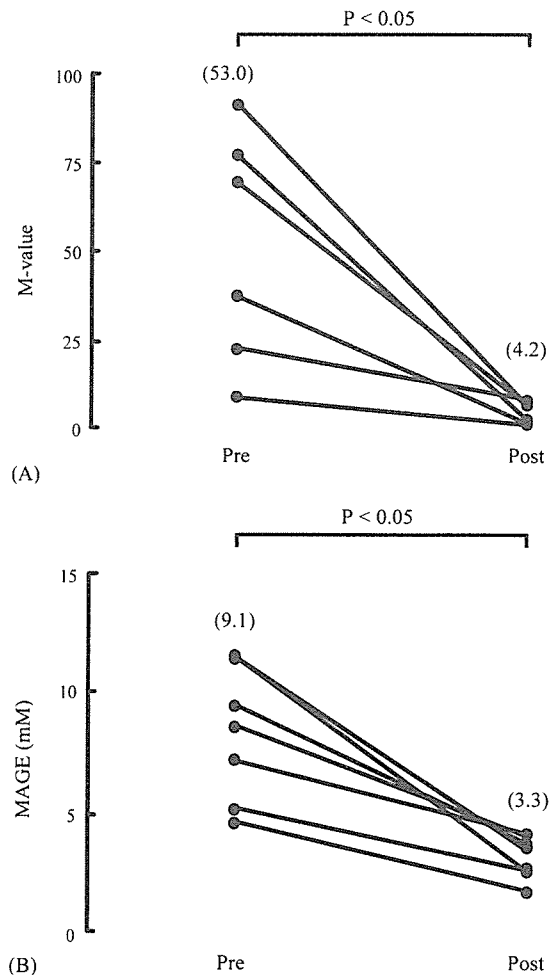 P < 0.05
100
(53.0)
75
50
M-value
25
(4.2)
0
Pre
Post
(A)
P < 0.05
15
(9.1)
10
MAGE (mM)
(3.3)
5
0
(B)
Pre
Post